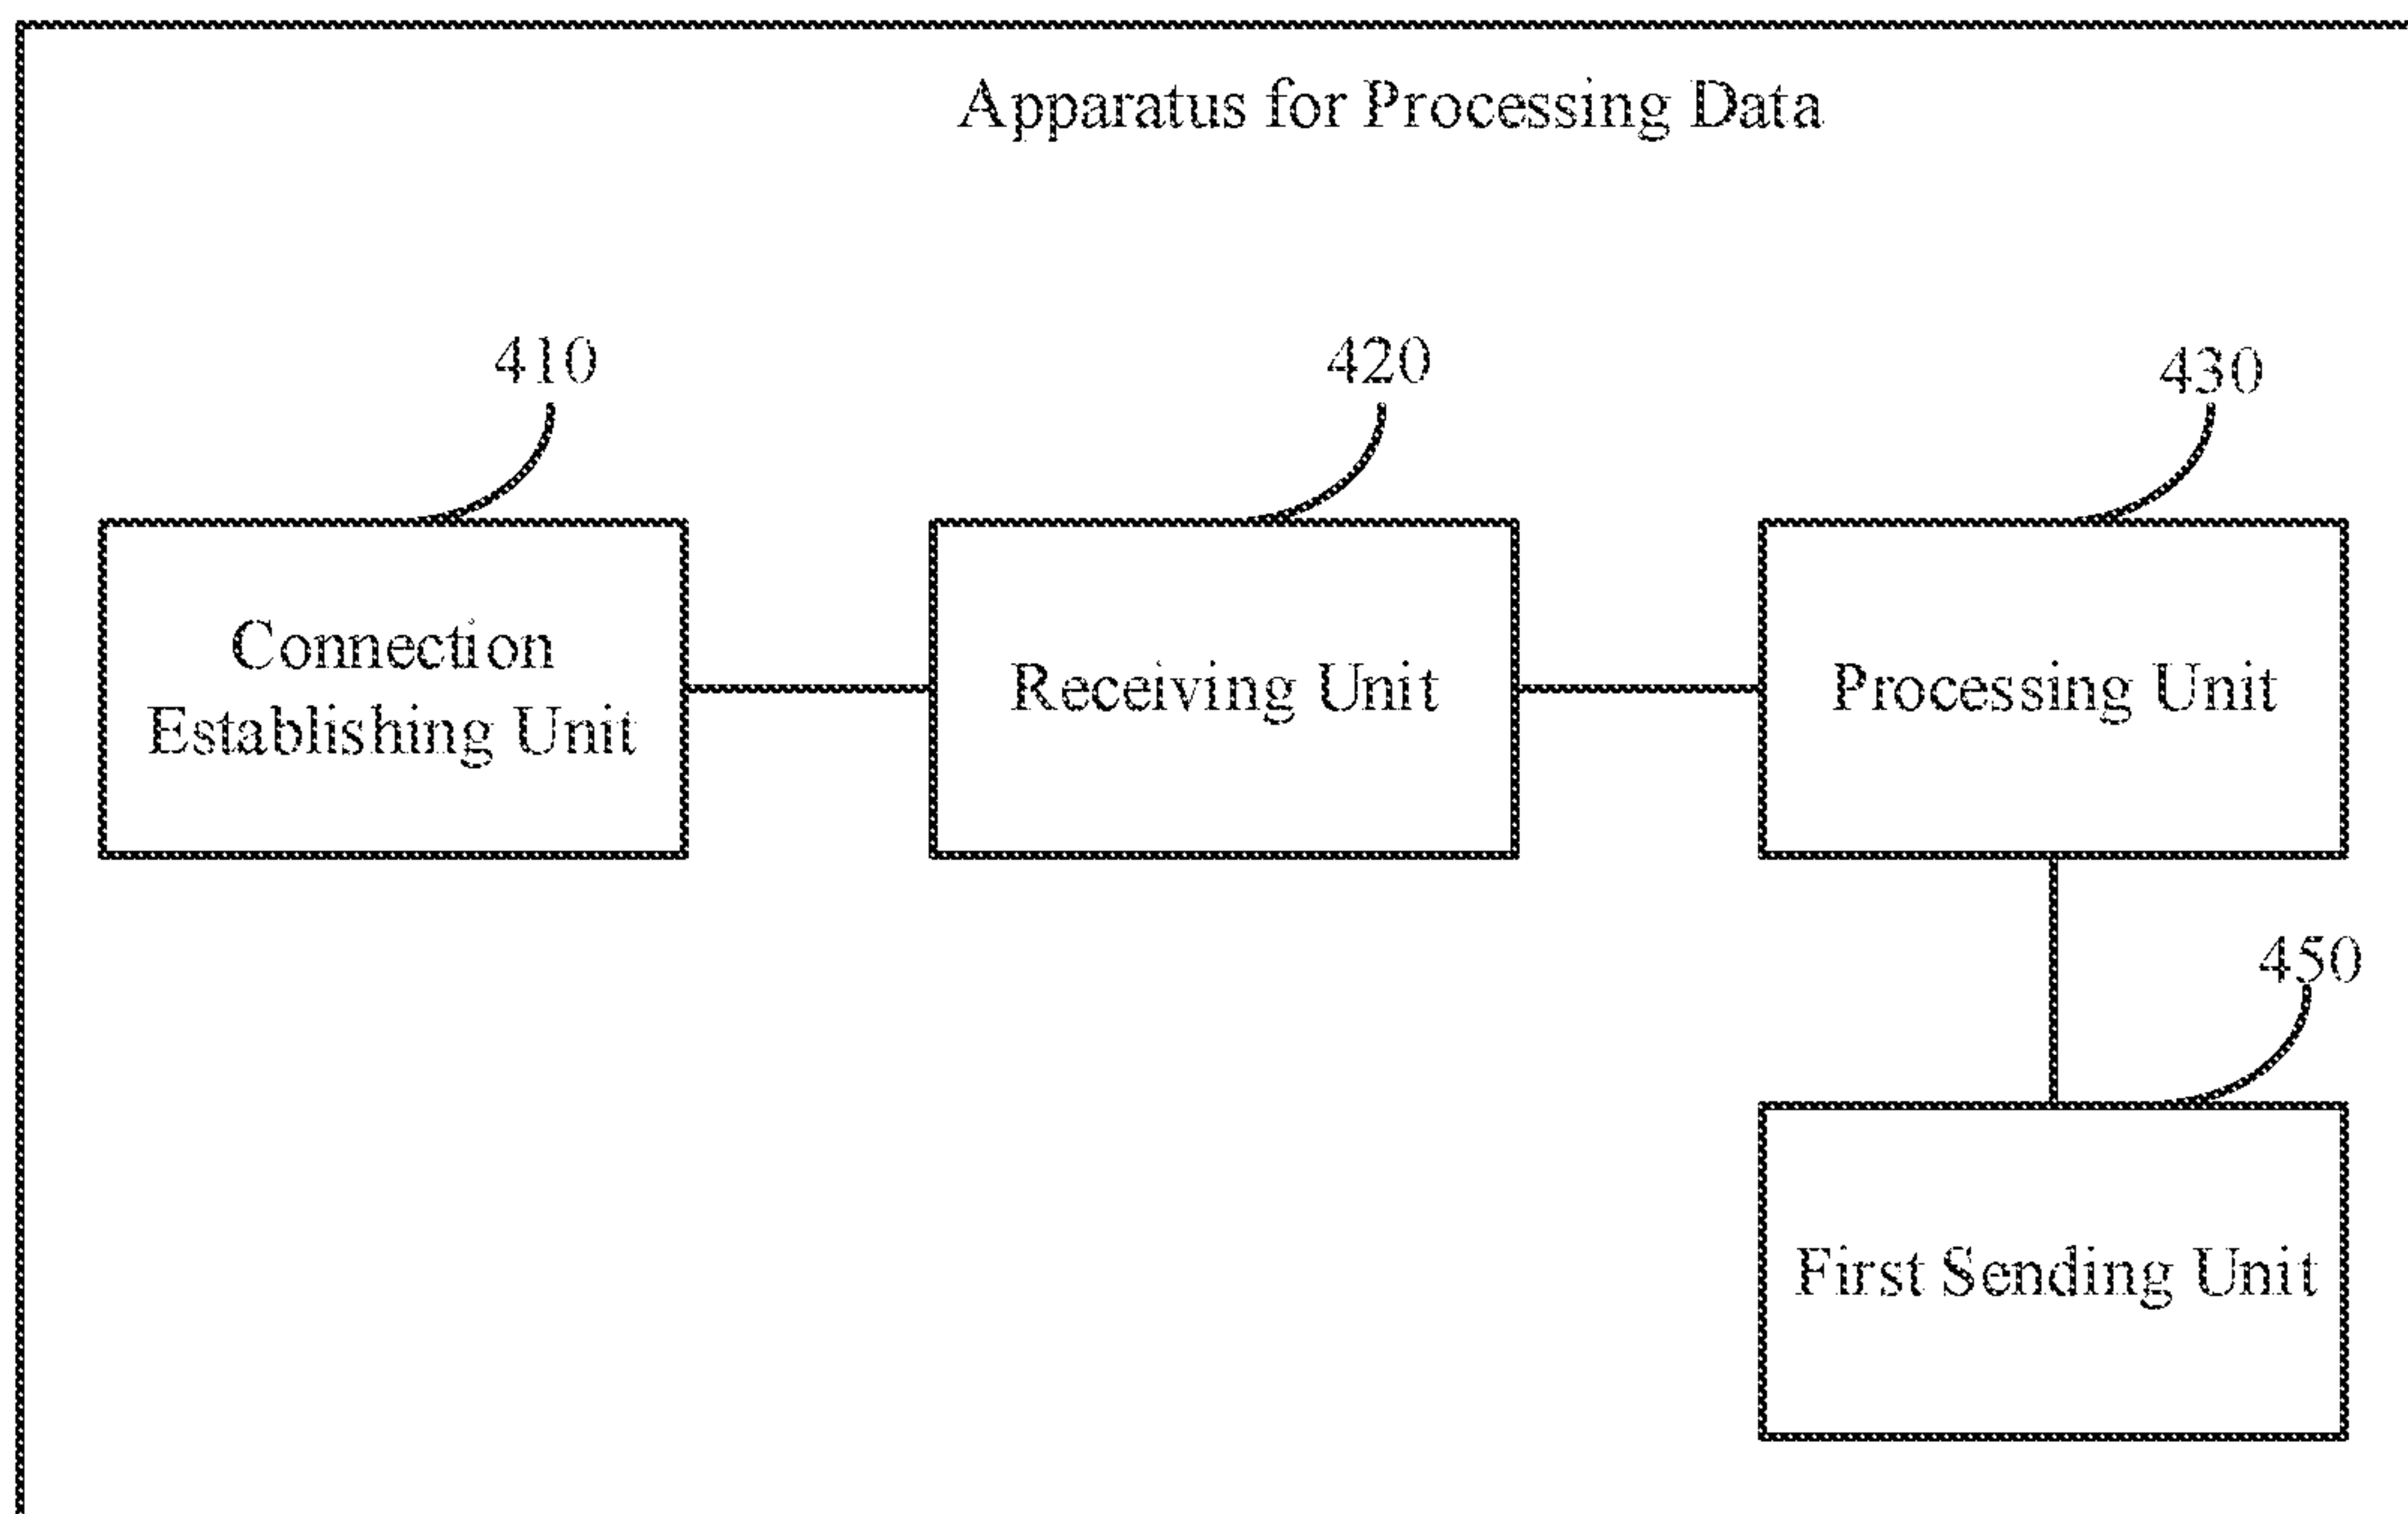 Apparatus for Processing Data
410
420
430
Connection
Establishing Unit
Receiving Unit
Processing Unit
450
First Sending Unit